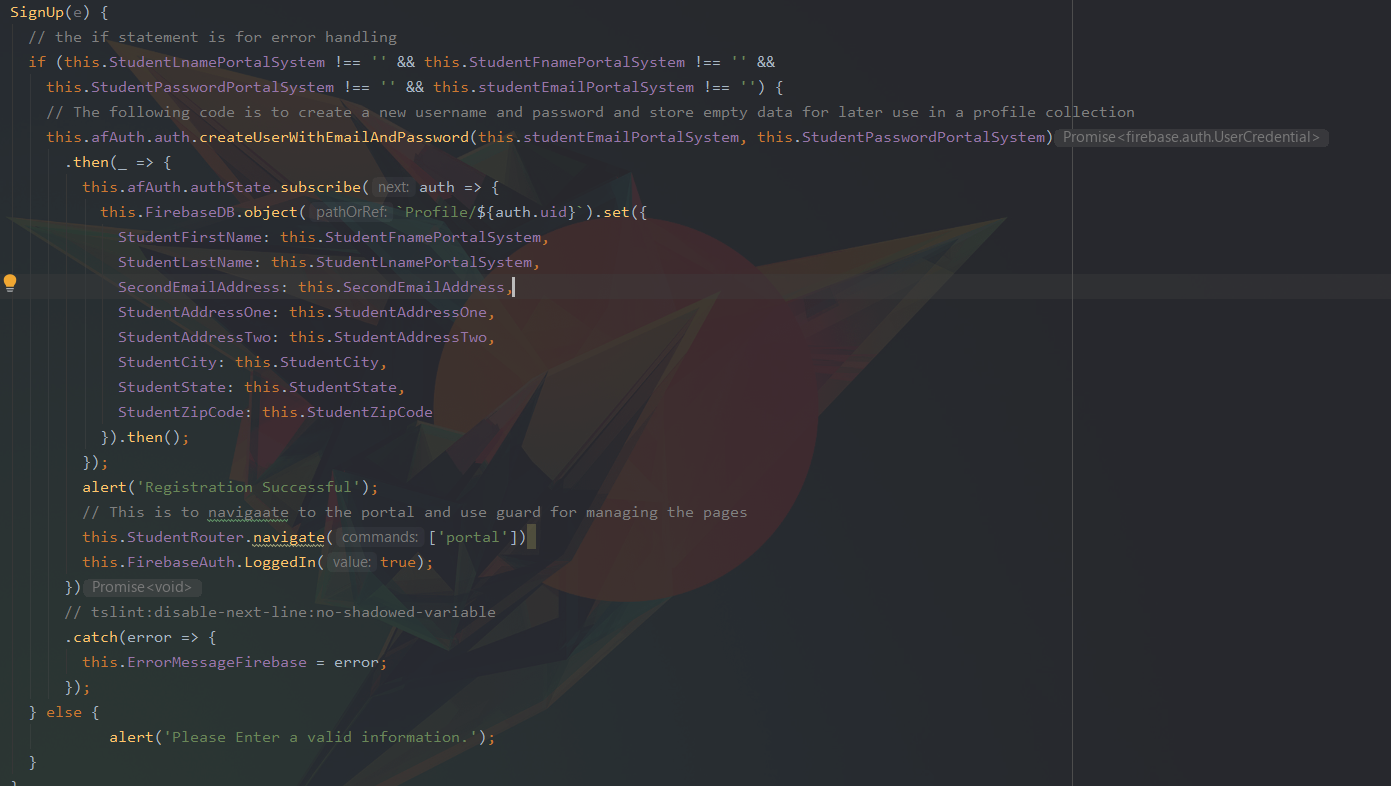 SignUp(e) {
// the if statement is for error handling
if (this.StudentLnamePortalSystem !== '' && this.StudentFnamePortalSystem !== '' &&
this.StudentPasswordPortalSystem !== '' && this.studentEmailPortalSystem !== '') {
// The following code is to create a new username and password and store empty data for later use in a profile collection
this.afAuth.auth.createUserWithEmailAndPassword(this.studentEmailPortalSystem, this.StudentPasswordPortalSystem) Promise<firebase.auth.UserCredential>
.then(_ => {
this.afAuth.authState.subscribe( next: auth => {
this.FirebaseDB.object( pathOrRef: `Profile/${auth.uid}`).set({
StudentFirstName: this.StudentFnamePortalSystem,
StudentLastName: this.StudentLnamePortalSystem,
SecondEmailAddress: this.SecondEmailAddress,
StudentAddressOne: this.StudentAddressOne,
StudentAddressTwo: this.StudentAddressTwo,
StudentCity: this.StudentCity,
StudentState: this.StudentState,
StudentZipCode: this.StudentZipCode
}).then();
});
alert('Registration Successful');
// This is to navigaate to the portal and use guard for managing the pages
this.StudentRouter.navigate( commands: ['portal'])
this.FirebaseAuth.LoggedIn( value: true);
}) Promise<void>
// tslint:disable-next-line:no-shadowed-variable
.catch(error => {
this.ErrorMessageFirebase = error;
});
} else {
alert('Please Enter a valid information.');
}